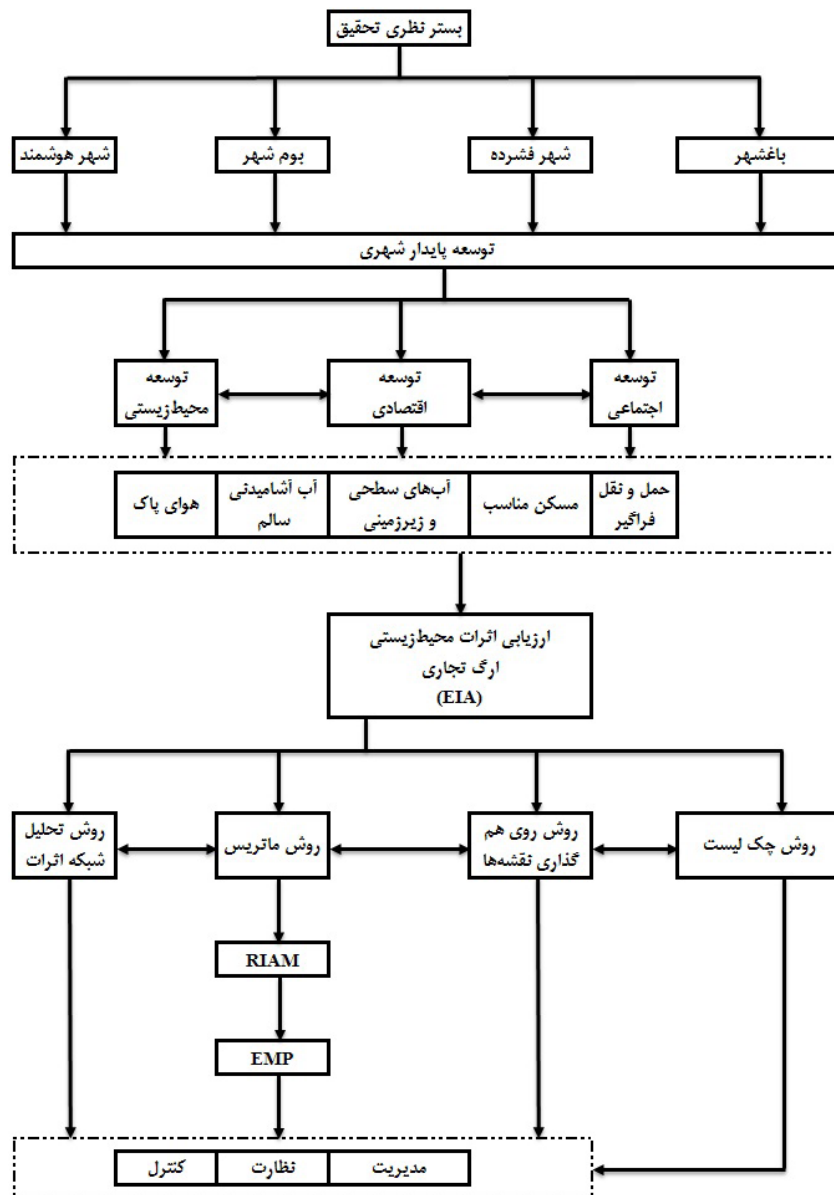 بستر نظری تحقیق
باغشهر
شهر فشرده
بوم شهر
شهر هوشمند
توسعه پایدار شهری
توسعه
اجتماعی
توسعه
اقتصادی
توسعه
محیط‌زیستی
حمل و نقل
فراگیر
مسکن مناسب
آب‌های سطحی
و زیرزمینی
آب آشامیدنی
سالم
هوای پاک
ارزیابی اثرات محیط‌زیستی
ارگ تجاری
(EIA)
روش چک لیست
روش روی هم
گذاری نقشه‌ها
روش ماتریس
روش تحلیل
شبکه اثرات
RIAM
EMP
مدیریت
نظارت
کنترل